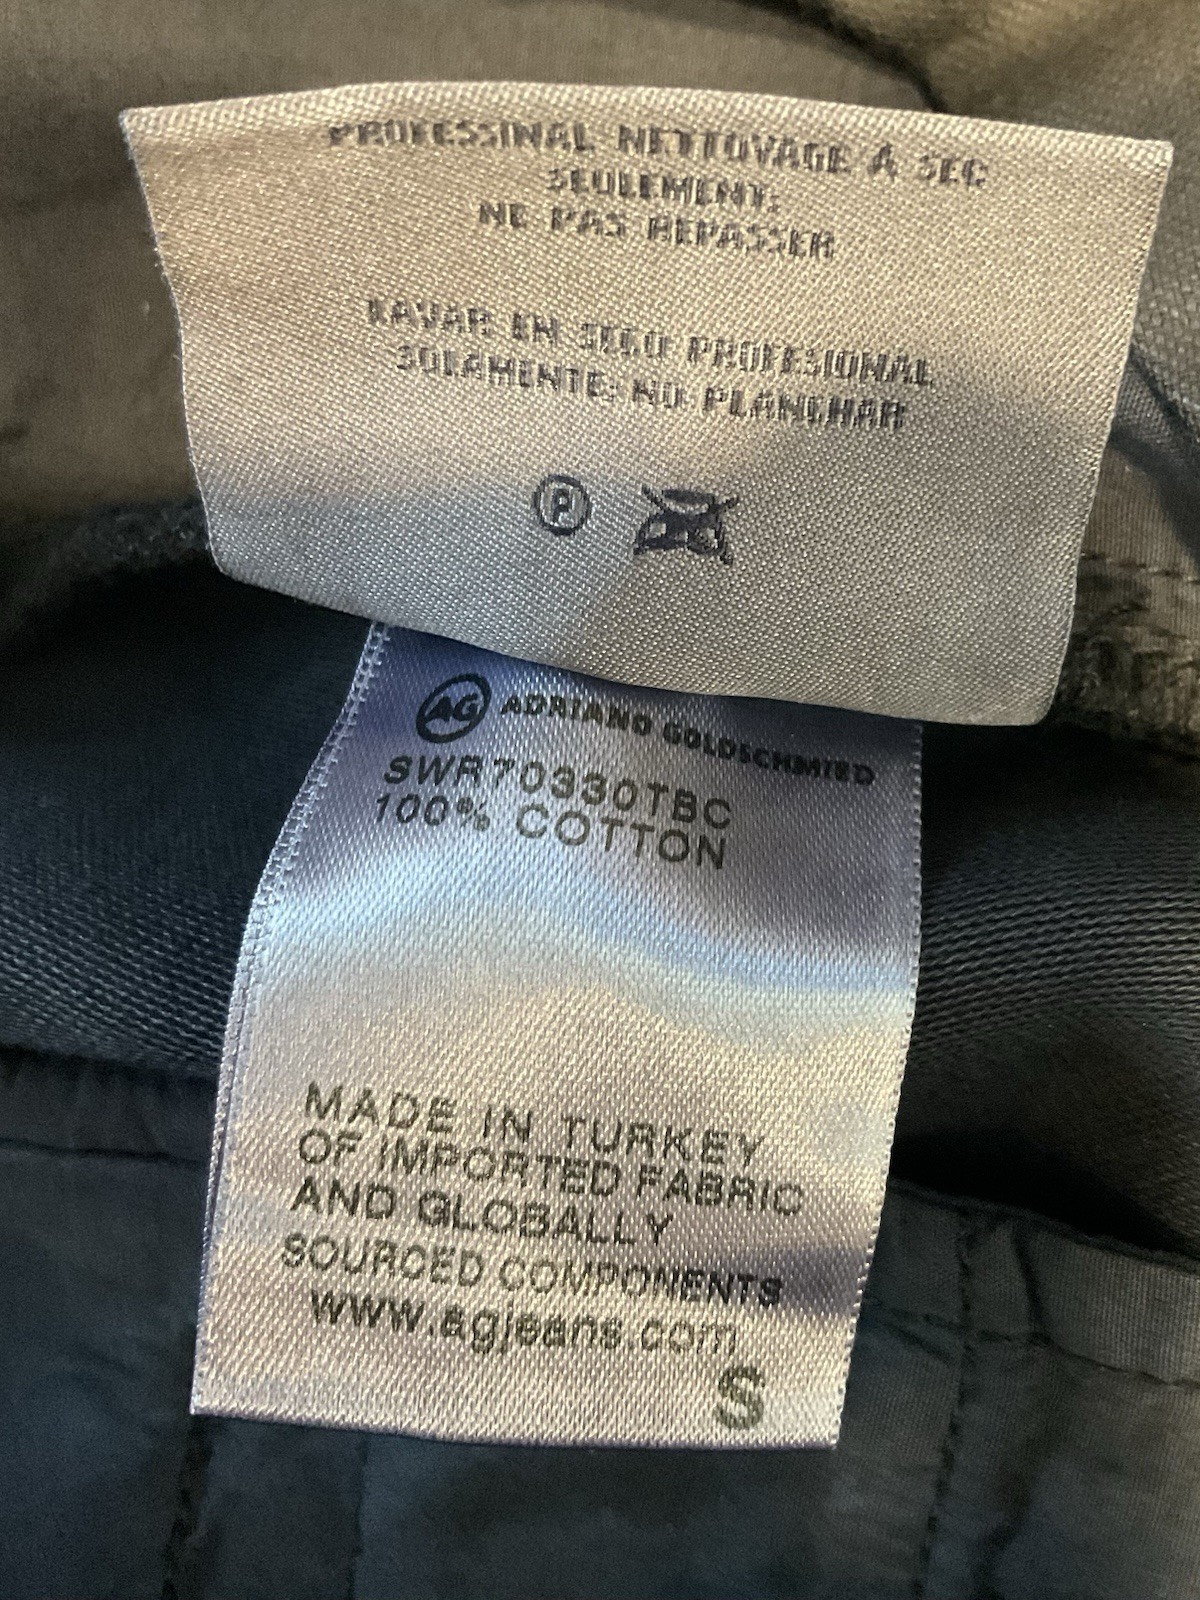 PROFESSINAL NETTOYAGE A SEC
SEULEMENT;
NE PAS REPASSER
LAVAR EN SECO PROFESIONAL
SOLAMENTE; NO PLANCHAR
P
AG ADRIANO GOLDSCHMIED
SWR70330TBC
100% COTTON
MADE IN TURKEY
OF IMPORTED FABRIC
AND GLOBALLY
SOURCED COMPONENTS
www.agjeans.com
S